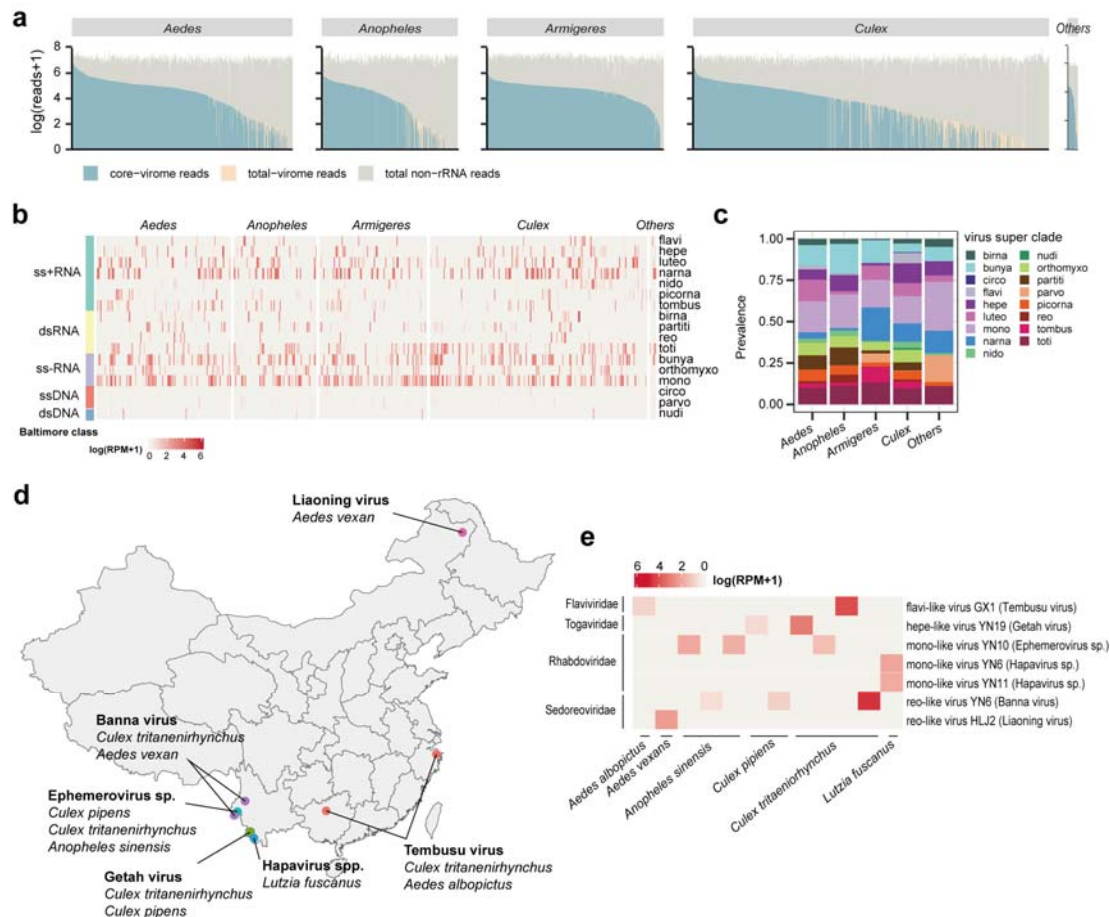 a
Aedes
Anopheles
Armigeres
Culex
Others
log(reads+1)
8
6
4
2
0
core-virome reads
total-virome reads
total non-rRNA reads
b
Aedes
Anopheles
Armigeres
Culex
Others
ss+RNA
dsRNA
ss-RNA
ssDNA
dsDNA
flavi
hepe
luteo
narna
nido
picorna
tombus
birna
partiti
reo
toti
bunya
orthomyxo
mono
circo
parvo
nudi
Baltimore class
log(RPM+1)
0 2 4 6
c
Prevalence
1.00
0.75
0.50
0.25
0.00
Aedes
Anopheles
Armigeres
Culex
Others
virus super clade
birna
bunya
circo
flavi
hepe
luteo
mono
narna
nido
nudi
orthomyxo
partiti
parvo
picorna
reo
tombus
toti
d
Liaoning virus
Aedes vexan
Banna virus
Culex tritanenirhynchus
Aedes vexan
Ephemerovirus sp.
Culex pipens
Culex tritanenirhynchus
Anopheles sinensis
Getah virus
Culex tritanenirhynchus
Culex pipens
Hapavirus spp.
Lutzia fuscanus
Tembusu virus
Culex tritanenirhynchus
Aedes albopictus
e
6 4 2 0
log(RPM+1)
Flaviviridae
Togaviridae
Rhabdoviridae
Sedoreoviridae
flavi-like virus GX1 (Tembusu virus)
hepe-like virus YN19 (Getah virus)
mono-like virus YN10 (Ephemerovirus sp.)
mono-like virus YN6 (Hapavirus sp.)
mono-like virus YN11 (Hapavirus sp.)
reo-like virus YN6 (Banna virus)
reo-like virus HLJ2 (Liaoning virus)
Aedes albopictus
Aedes vexans
Anopheles sinensis
Culex pipiens
Culex tritaeniorhynchus
Lutzia fuscanus